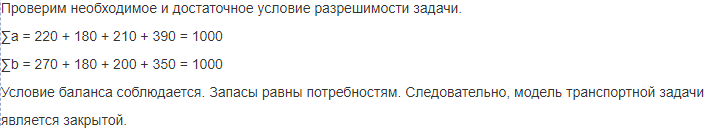 Проверим необходимое и достаточное условие разрешимости задачи.
∑a = 220 + 180 + 210 + 390 = 1000
∑b = 270 + 180 + 200 + 350 = 1000
Условие баланса соблюдается. Запасы равны потребностям. Следовательно, модель транспортной задачи
является закрытой.